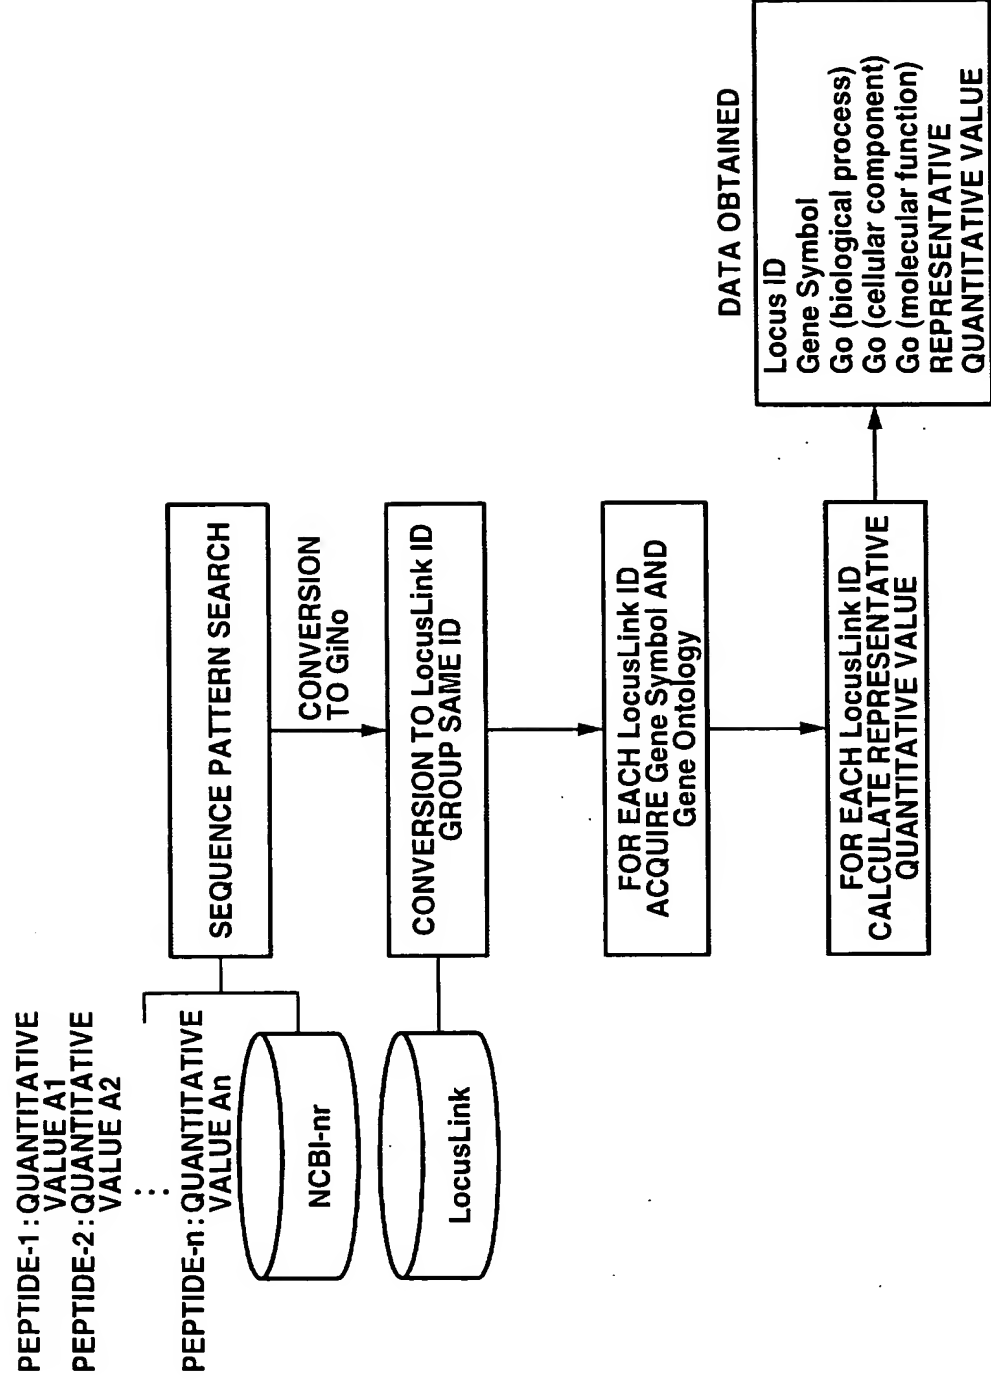 PEPTIDE-1 : QUANTITATIVE
VALUE A1
PEPTIDE-2 : QUANTITATIVE
VALUE A2
⋮
PEPTIDE-n : QUANTITATIVE
VALUE An
NCBI-nr
LocusLink
SEQUENCE PATTERN SEARCH
CONVERSION
TO GiNo
CONVERSION TO LocusLink ID
GROUP SAME ID
FOR EACH LocusLink ID
ACQUIRE Gene Symbol AND
Gene Ontology
FOR EACH LocusLink ID
CALCULATE REPRESENTATIVE
QUANTITATIVE VALUE
DATA OBTAINED
Locus ID
Gene Symbol
Go (biological process)
Go (cellular component)
Go (molecular function)
REPRESENTATIVE
QUANTITATIVE VALUE